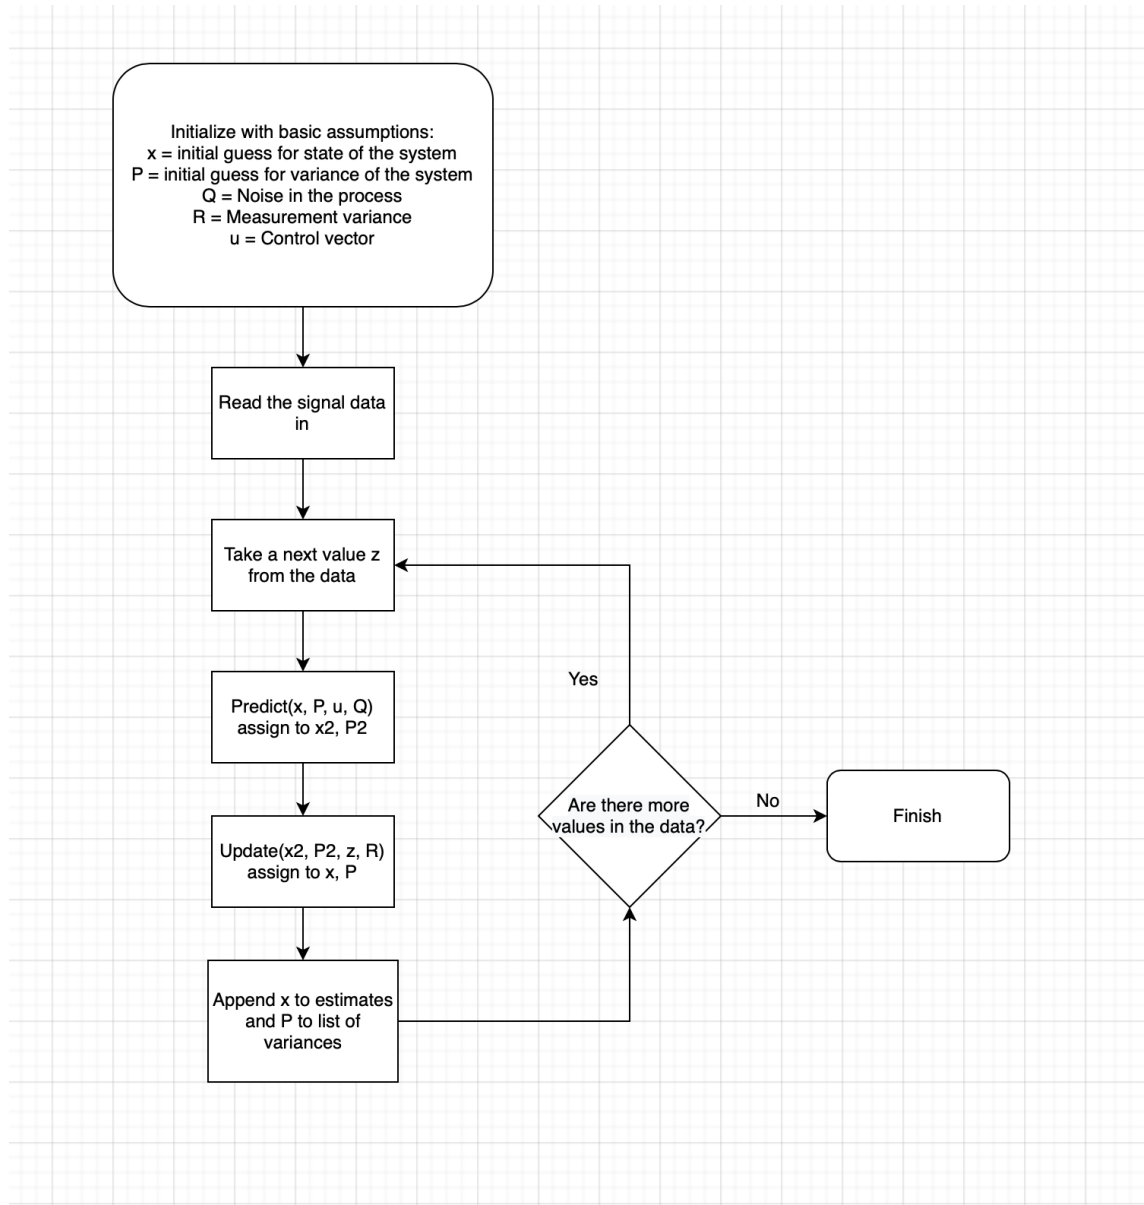 Initialize with basic assumptions:
x = initial guess for state of the system
P = initial guess for variance of the system
Q = Noise in the process
R = Measurement variance
u = Control vector
Read the signal data
in
Take a next value z
from the data
Predict(x, P, u, Q)
assign to x2, P2
Update(x2, P2, z, R)
assign to x, P
Append x to estimates
and P to list of
variances
Are there more
values in the data?
Yes
No
Finish